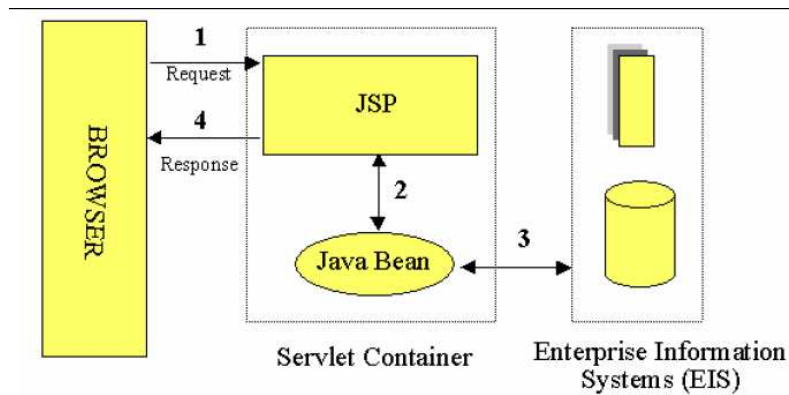 1
Request
4
Response
BROWSER
JSP
2
Java Bean
3
Servlet Container
Enterprise Information
Systems (EIS)